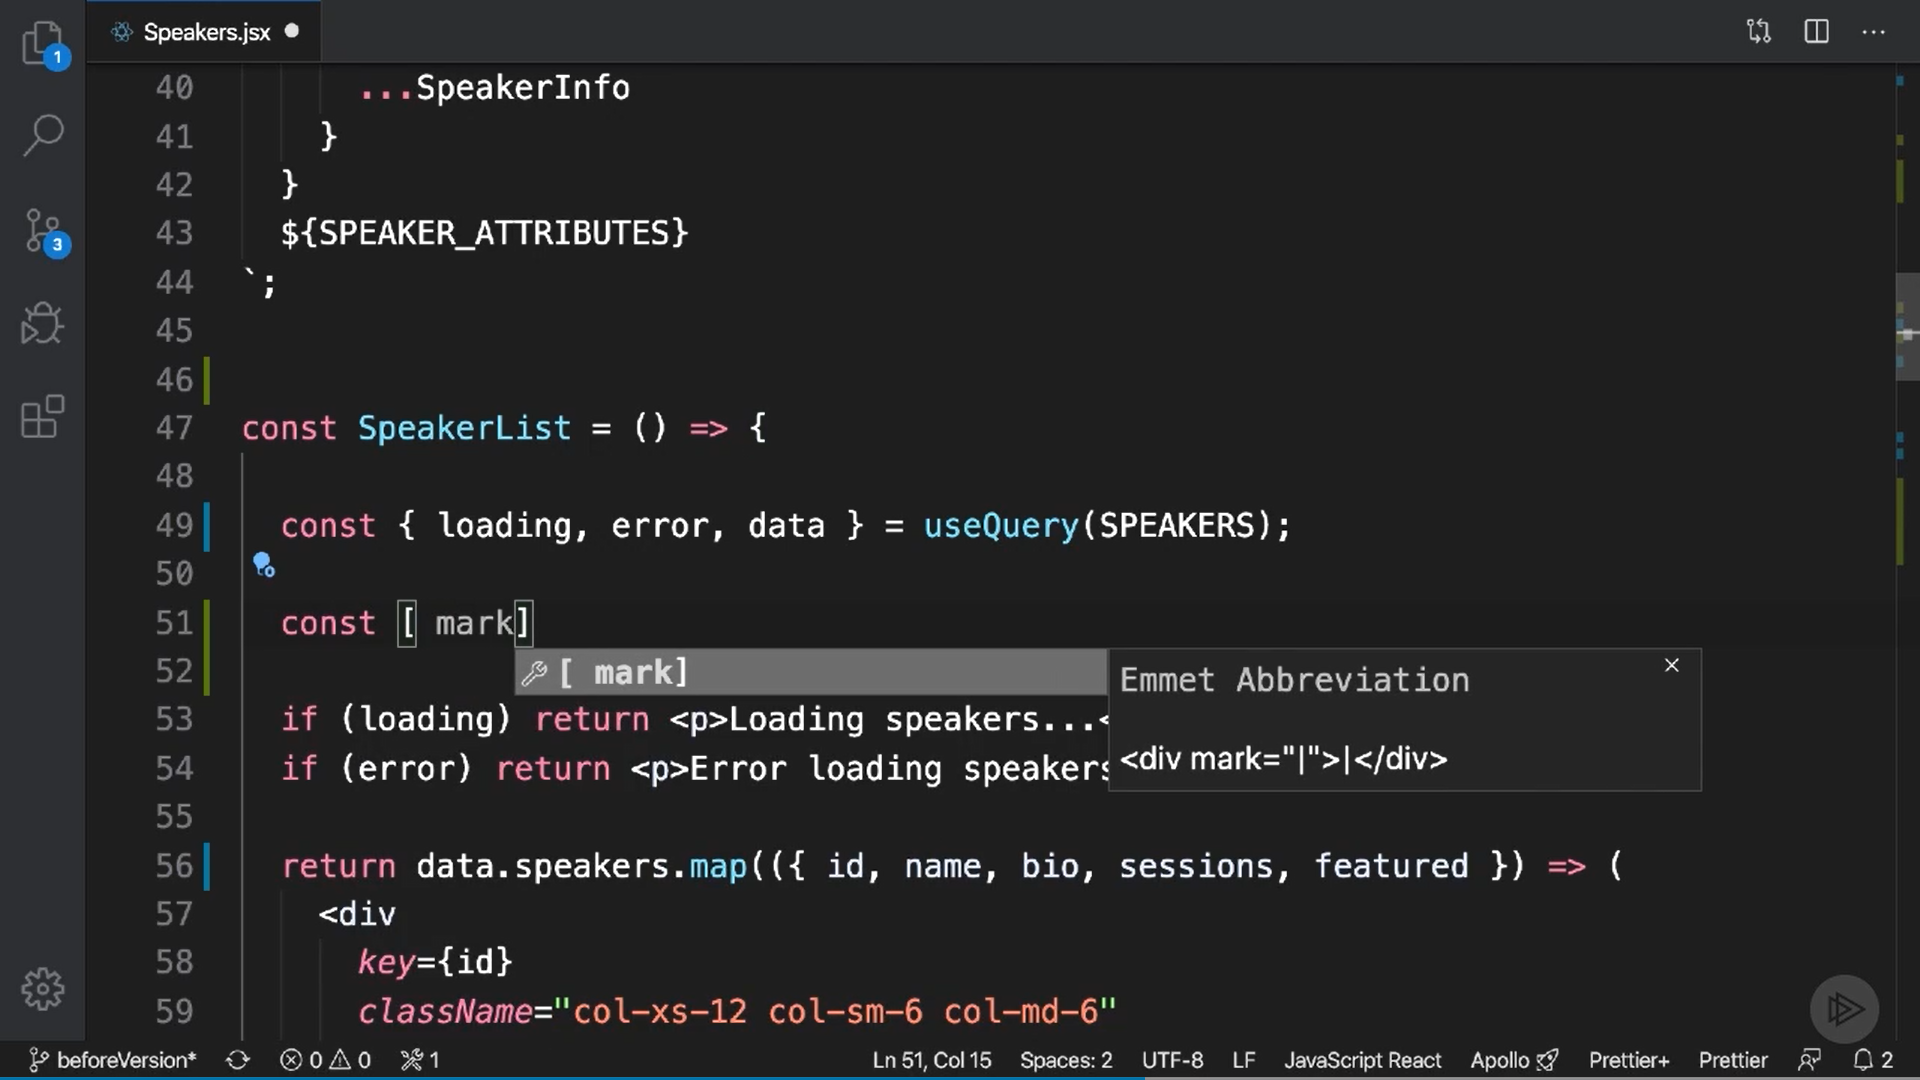 Speakers.jsx
1
3
40 ...SpeakerInfo
41 }
42 }
43 ${SPEAKER_ATTRIBUTES}
44 `;
45
46
47 const SpeakerList = () => {
48
49 const { loading, error, data } = useQuery(SPEAKERS);
50
51 const [ mark]
52 [ mark]
Emmet Abbreviation
<div mark="|">|</div>
53 if (loading) return <p>Loading speakers...<
54 if (error) return <p>Error loading speakers
55
56 return data.speakers.map(({ id, name, bio, sessions, featured }) => (
57 <div
58 key={id}
59 className="col-xs-12 col-sm-6 col-md-6"
beforeVersion* 0 0 1 Ln 51, Col 15 Spaces: 2 UTF-8 LF JavaScript React Apollo Prettier+ Prettier 2